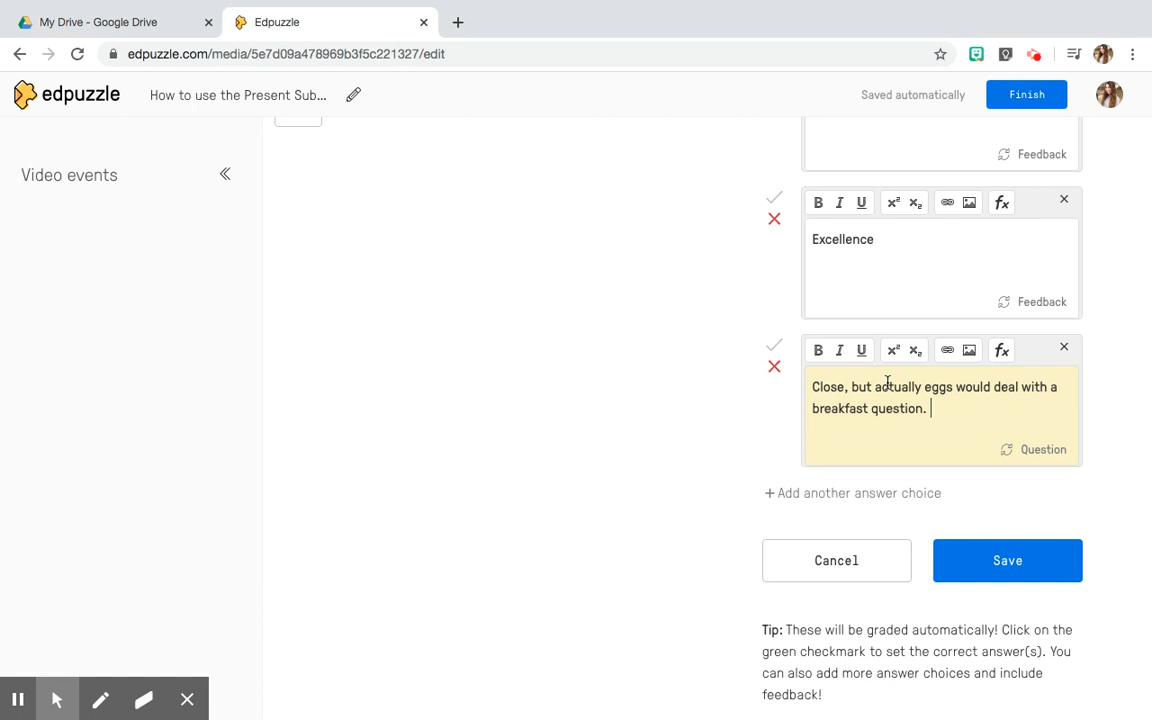 My Drive - Google Drive
Edpuzzle
edpuzzle.com/media/5e7d09a478969b3f5c221327/edit
edpuzzle
How to use the Present Sub...
Saved automatically
Finish
Video events
Feedback
B I U x² x₂ fx
Excellence
Feedback
B I U x² x₂ fx
Close, but actually eggs would deal with a
breakfast question.
Question
+ Add another answer choice
Cancel
Save
Tip: These will be graded automatically! Click on the
green checkmark to set the correct answer(s). You
can also add more answer choices and include
feedback!